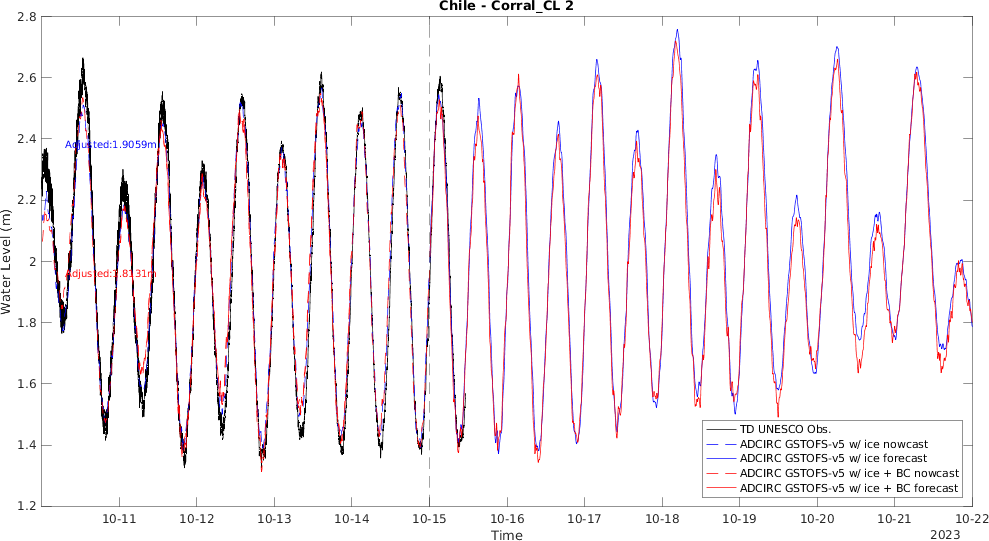 Chile - Corral_CL 2
Water Level (m)
2.8
2.6
2.4
2.2
2
1.8
1.6
1.4
1.2
Adjusted:1.9059m
Adjusted:1.8131m
TD UNESCO Obs.
ADCIRC GSTOFS-v5 w/ ice nowcast
ADCIRC GSTOFS-v5 w/ ice forecast
ADCIRC GSTOFS-v5 w/ ice + BC nowcast
ADCIRC GSTOFS-v5 w/ ice + BC forecast
10-11 10-12 10-13 10-14 10-15 10-16 10-17 10-18 10-19 10-20 10-21 10-22
Time
2023